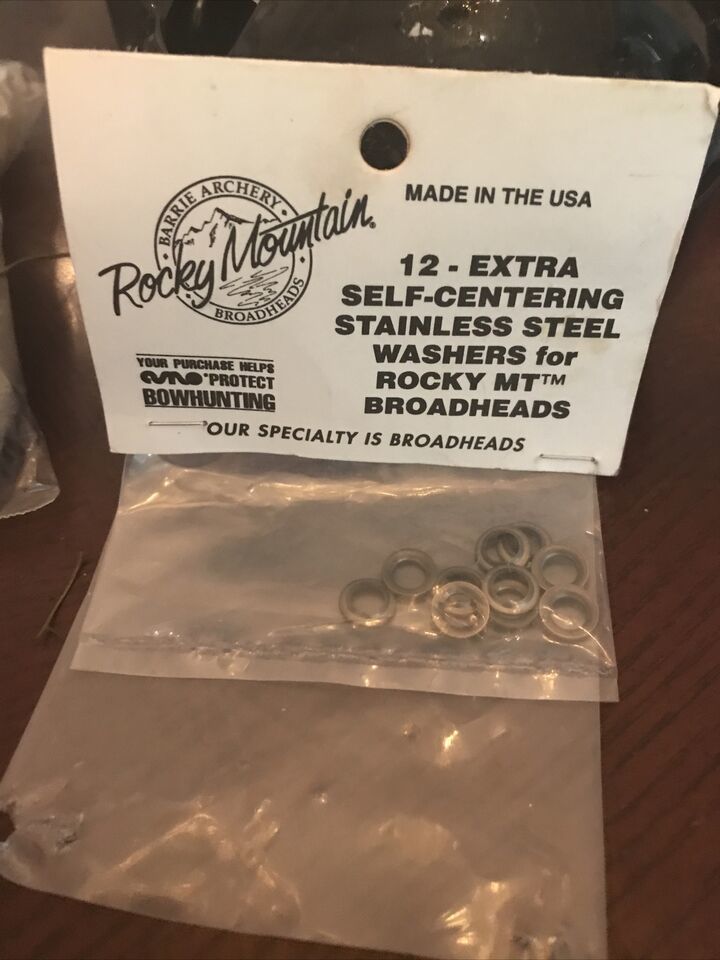 BARRIE ARCHERY
Rocky Mountain®
BROADHEADS
YOUR PURCHASE HELPS
PROTECT
BOWHUNTING
MADE IN THE USA
12 - EXTRA
SELF-CENTERING
STAINLESS STEEL
WASHERS for
ROCKY MT™
BROADHEADS
OUR SPECIALTY IS BROADHEADS